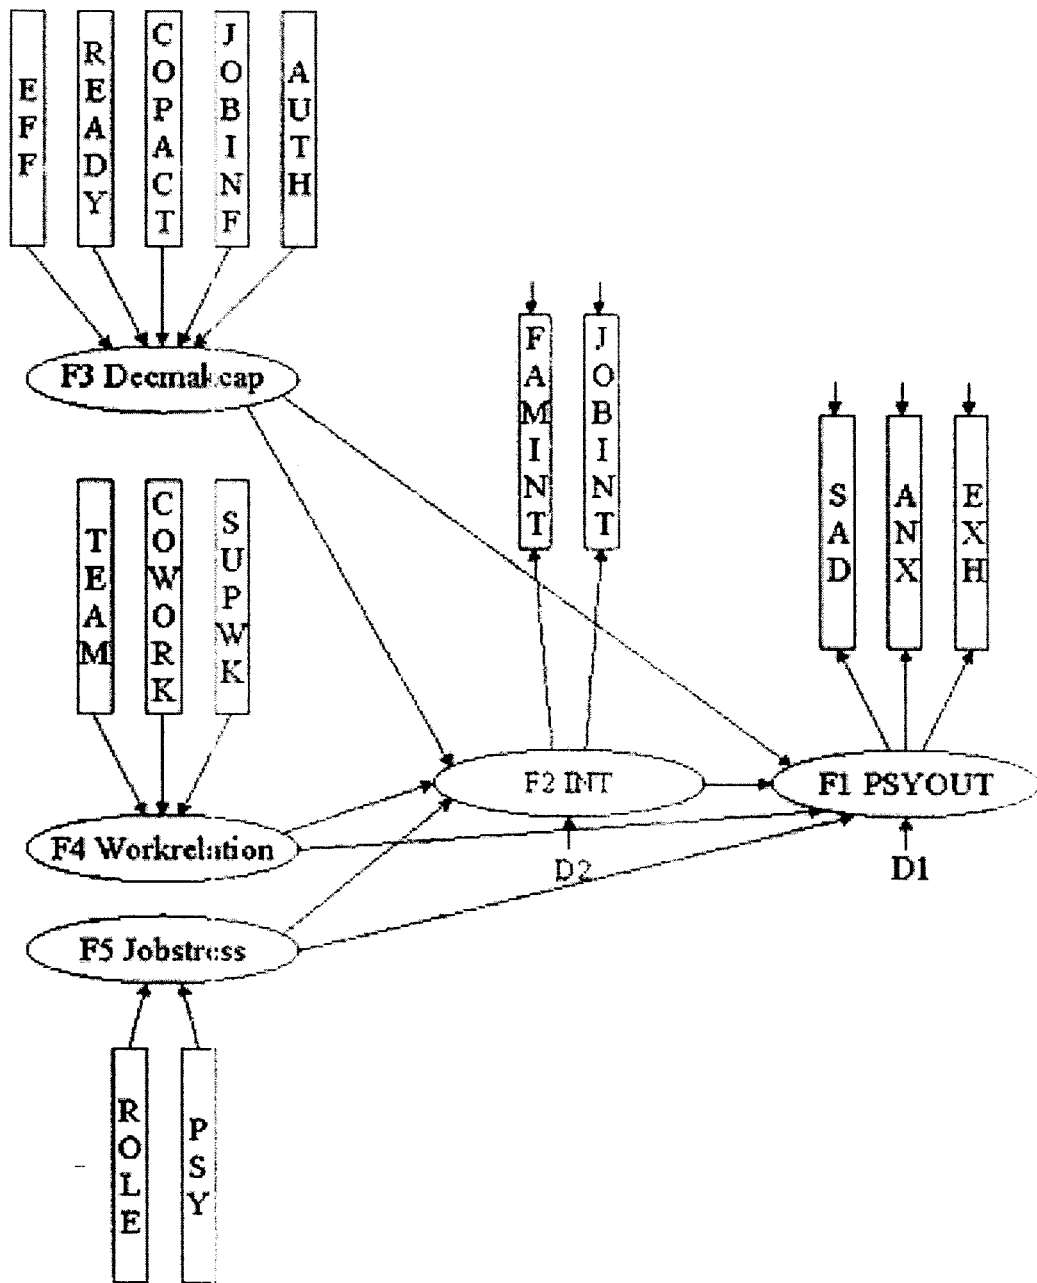 EFF
READY
COPACT
JOBINF
AUTH
F3 Decmakcap
FAMINT
JOBINT
SAD
ANX
EXH
TEAM
COWORK
SUPWK
F2 INT
F1 PSYOUT
F4 Workrelation
D2
D1
F5 Jobstress
ROLE
PSY